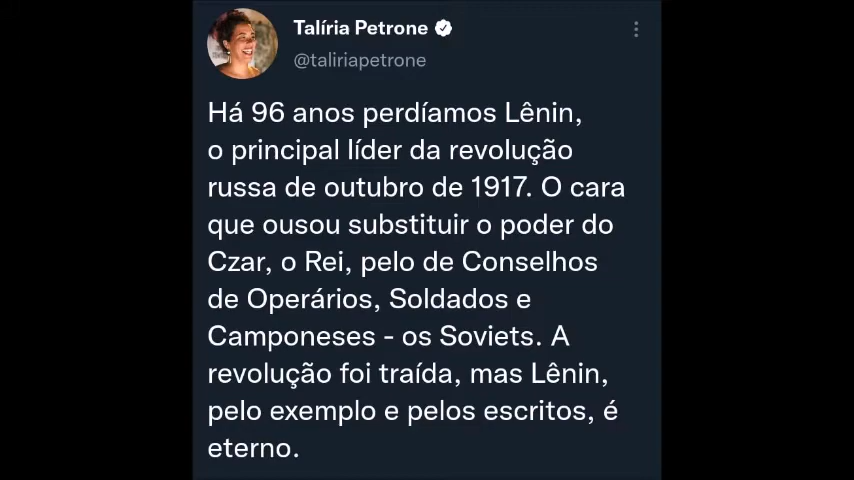 Talíria Petrone
@taliriapetrone
Há 96 anos perdíamos Lênin,
o principal líder da revolução
russa de outubro de 1917. O cara
que ousou substituir o poder do
Czar, o Rei, pelo de Conselhos
de Operários, Soldados e
Camponeses - os Soviets. A
revolução foi traída, mas Lênin,
pelo exemplo e pelos escritos, é
eterno.